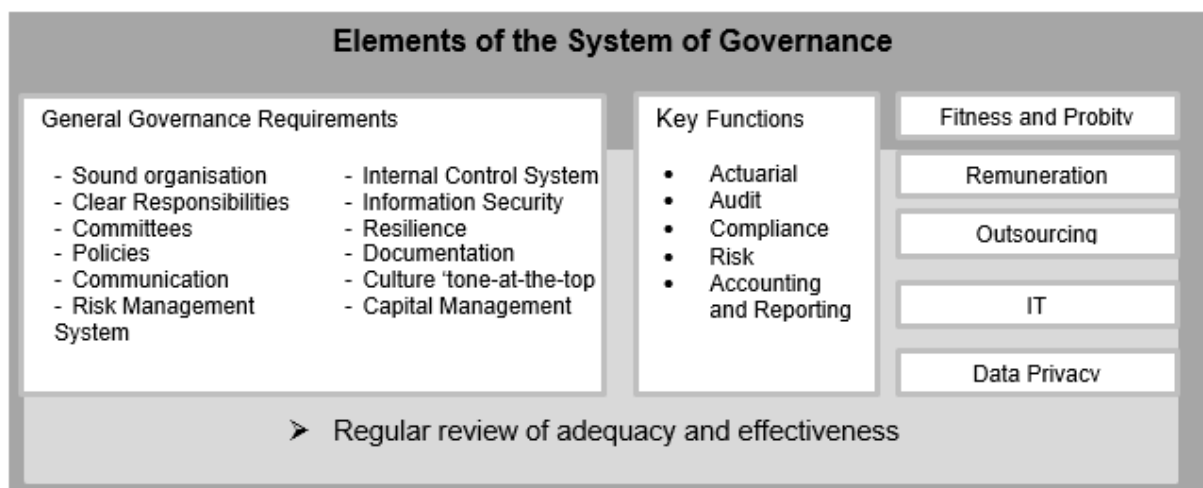 Elements of the System of Governance
General Governance Requirements
- Sound organisation
- Clear Responsibilities
- Committees
- Policies
- Communication
- Risk Management
System
- Internal Control System
- Information Security
- Resilience
- Documentation
- Culture ‘tone-at-the-top
- Capital Management
Key Functions
• Actuarial
• Audit
• Compliance
• Risk
• Accounting
and Reporting
Fitness and Probity
Remuneration
Outsourcing
IT
Data Privacy
➢ Regular review of adequacy and effectiveness